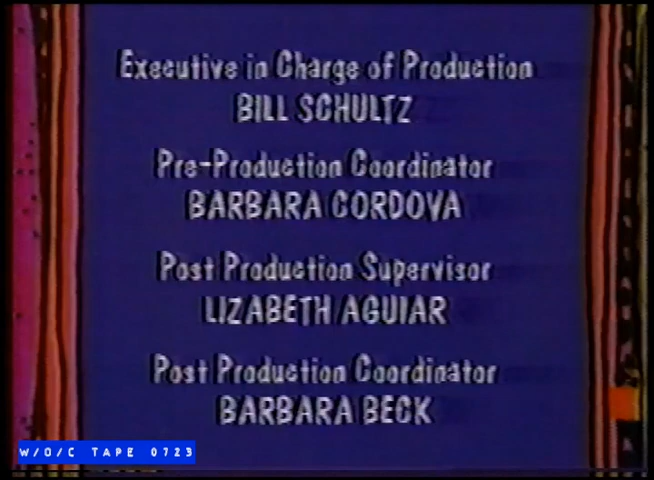 Executive in Charge of Production
BILL SCHULTZ
Pre-Production Coordinator
BARBARA CORDOVA
Post Production Supervisor
LIZABETH AGUIAR
Post Production Coordinator
BARBARA BECK
W/O/C TAPE 0723